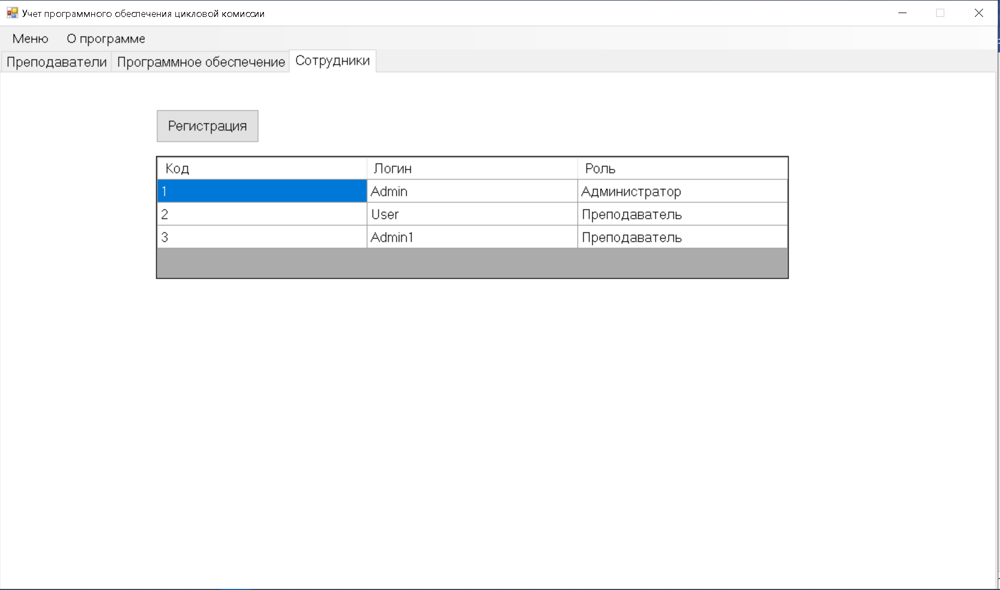 Учет программного обеспечения цикловой комиссии
Меню О программе
Преподаватели Программное обеспечение Сотрудники
Регистрация
Код Логин Роль
1 Admin Администратор
2 User Преподаватель
3 Admin1 Преподаватель